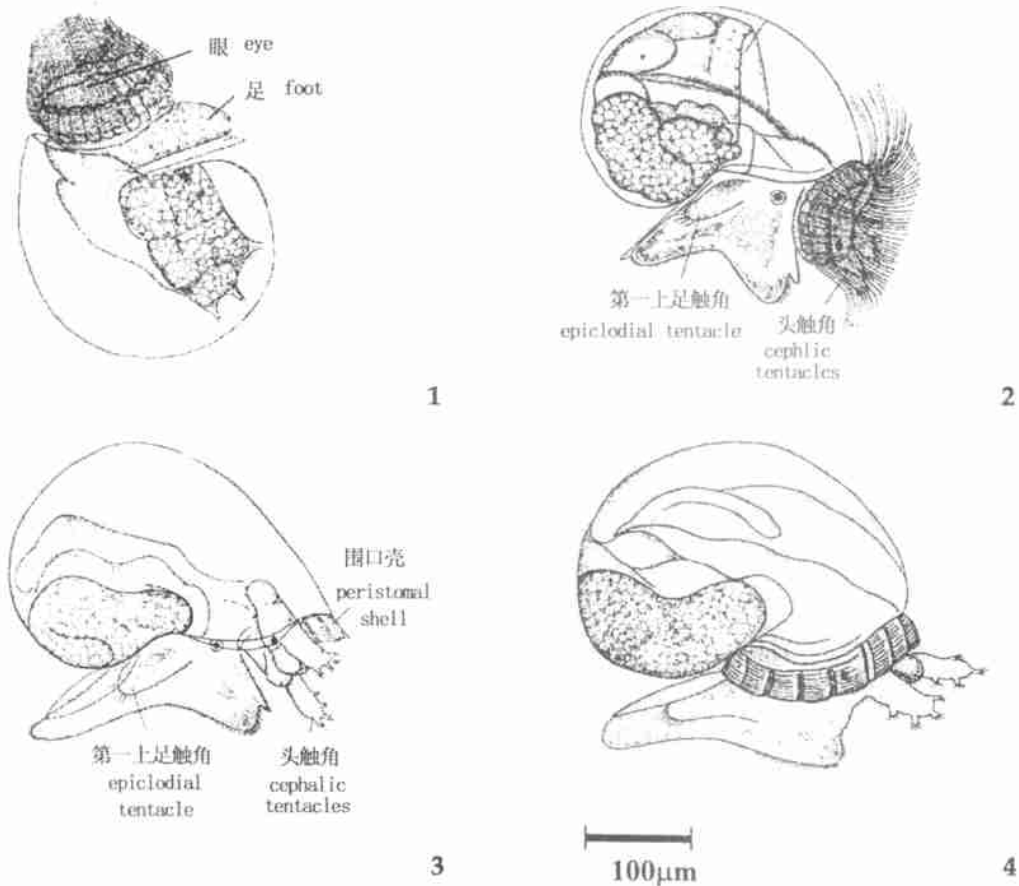 眼 eye
足 foot
1
第一上足触角
epiclodial tentacle
头触角
cephlic
tentacles
2
围口壳
peristomal
shell
第一上足触角
epiclodial
tentacle
头触角
cephalic
tentacles
3
100μm
4